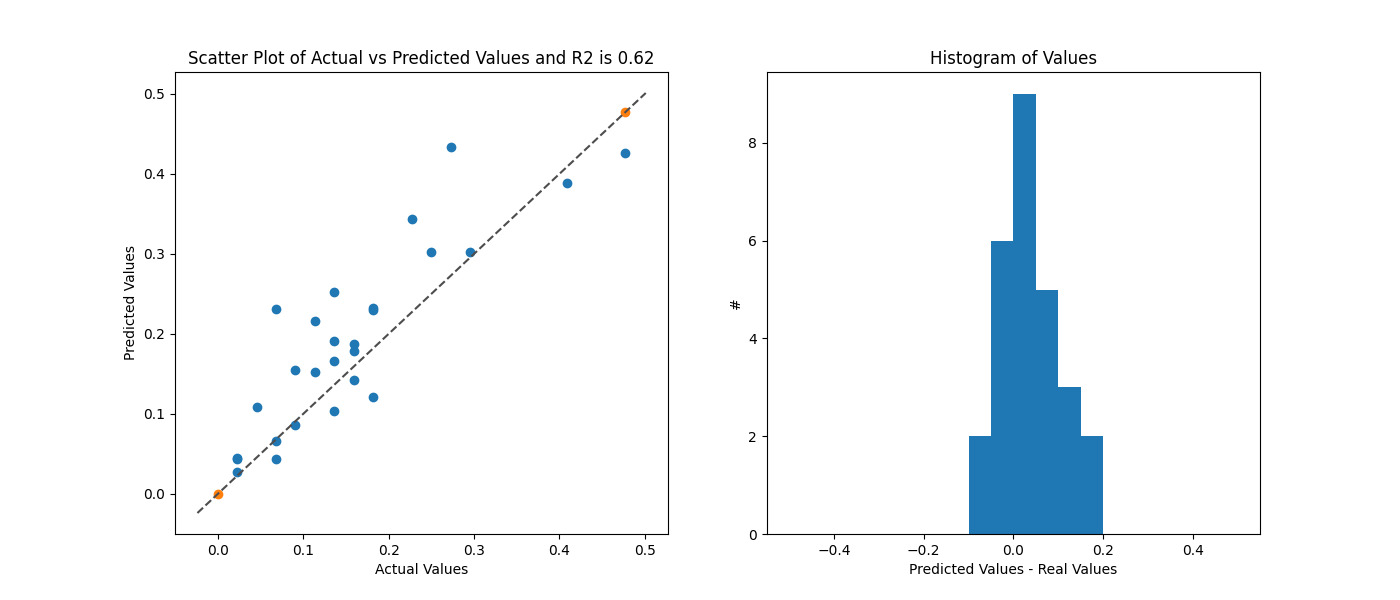 Scatter Plot of Actual vs Predicted Values and R2 is 0.62
Predicted Values
0.5
0.4
0.3
0.2
0.1
0.0
0.0 0.1 0.2 0.3 0.4 0.5
Actual Values
Histogram of Values
#
8
6
4
2
0
−0.4 −0.2 0.0 0.2 0.4
Predicted Values - Real Values